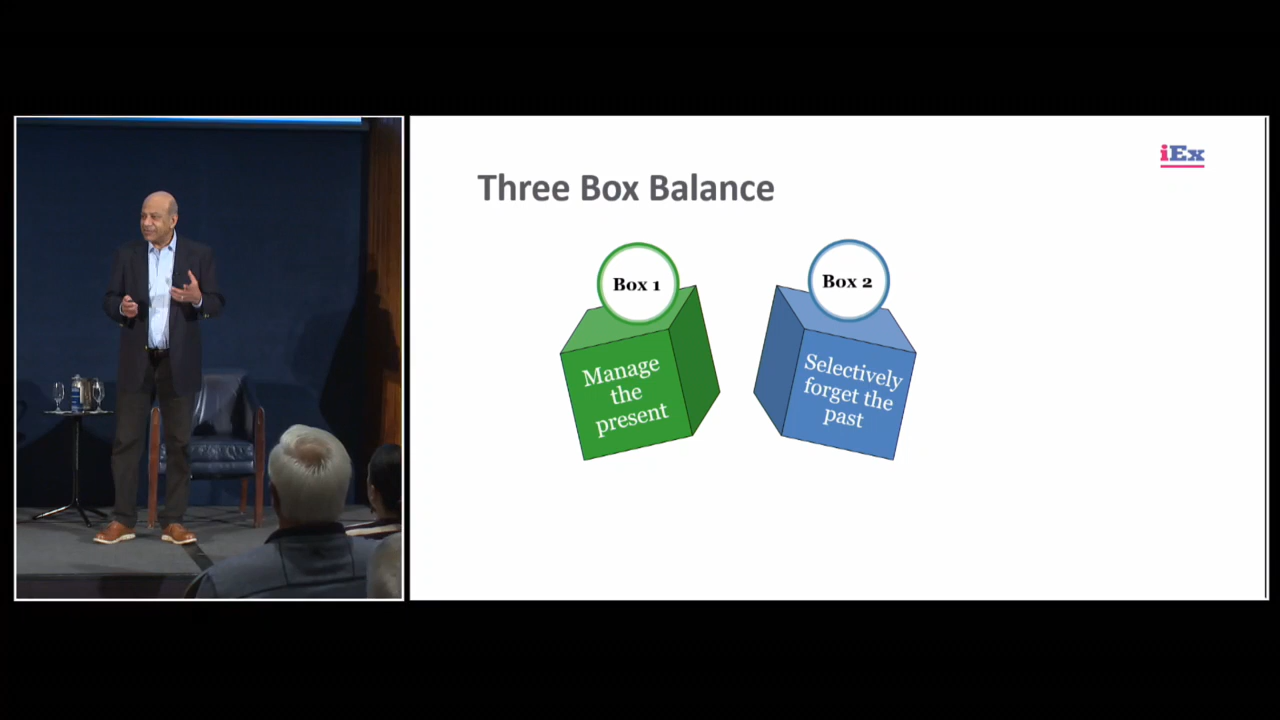 iEx
Three Box Balance
Box 1
Box 2
Manage
the
present
Selectively
forget the
past